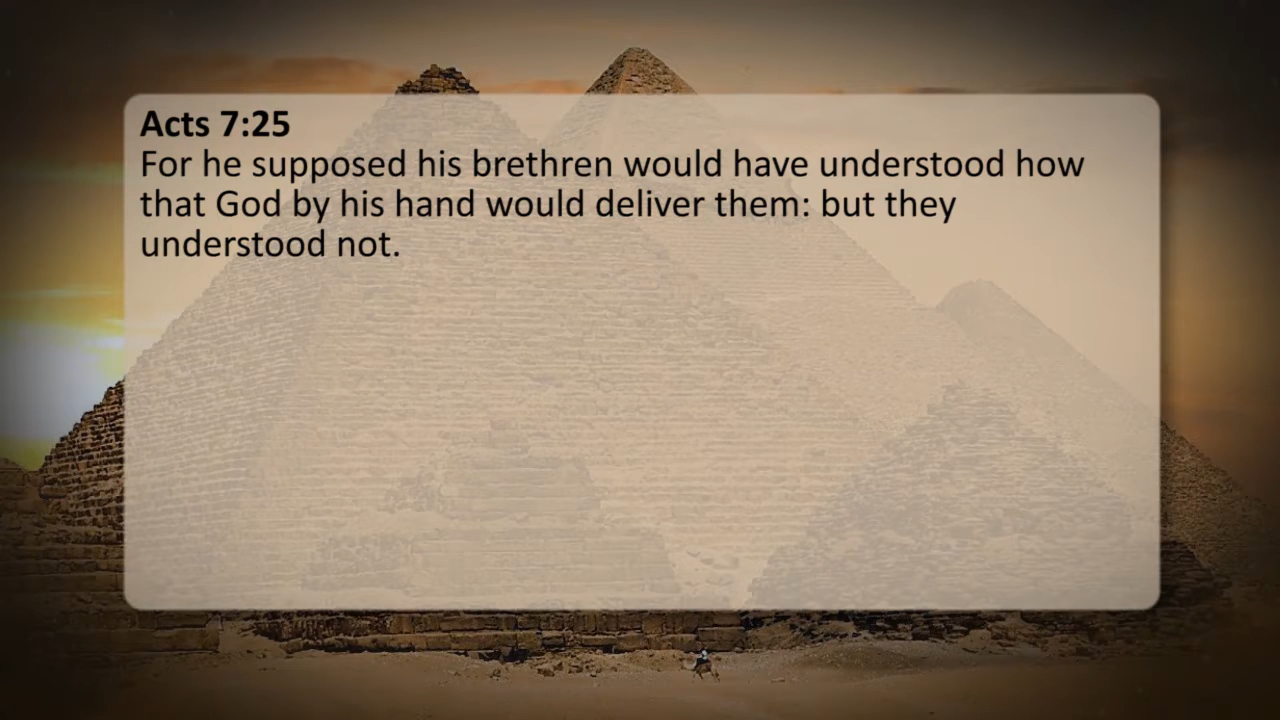 Acts 7:25
For he supposed his brethren would have understood how
that God by his hand would deliver them: but they
understood not.